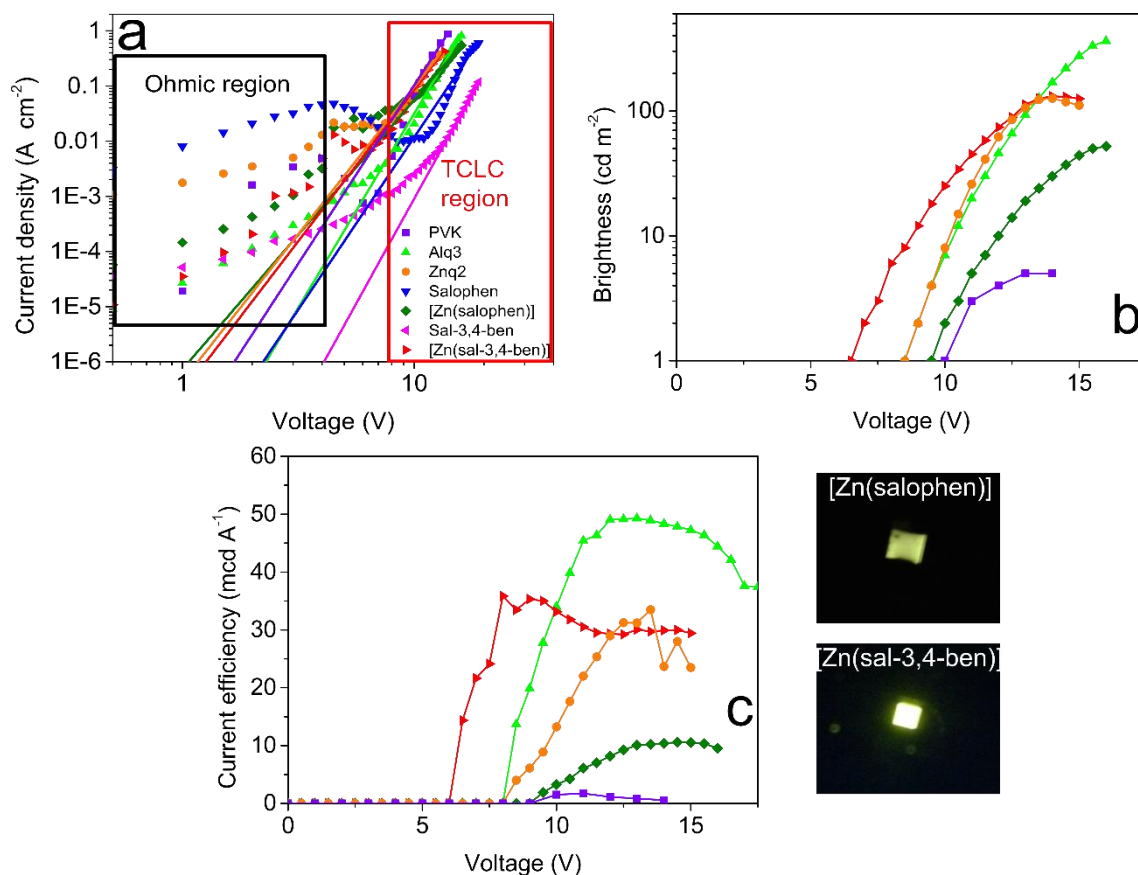 a
Ohmic region
TCLC
region
PVK
Alq3
Znq2
Salophen
[Zn(salophen)]
Sal-3,4-ben
[Zn(sal-3,4-ben)]
1
0.1
0.01
1E-3
1E-4
1E-5
1E-6
1 10
Current density (A cm-2)
Voltage (V)
b
100
10
1
0 5 10 15
Brightness (cd m-2)
Voltage (V)
c
60
50
40
30
20
10
0
0 5 10 15
Current efficiency (mcd A-1)
Voltage (V)
[Zn(salophen)]
[Zn(sal-3,4-ben)]